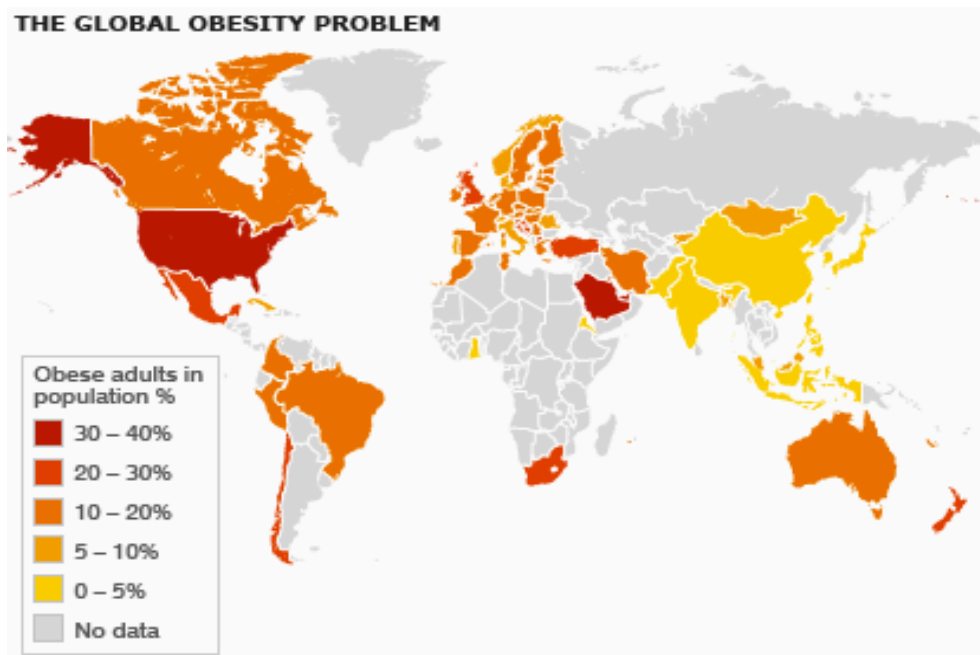 THE GLOBAL OBESITY PROBLEM
Obese adults in
population %
30 – 40%
20 – 30%
10 – 20%
5 – 10%
0 – 5%
No data